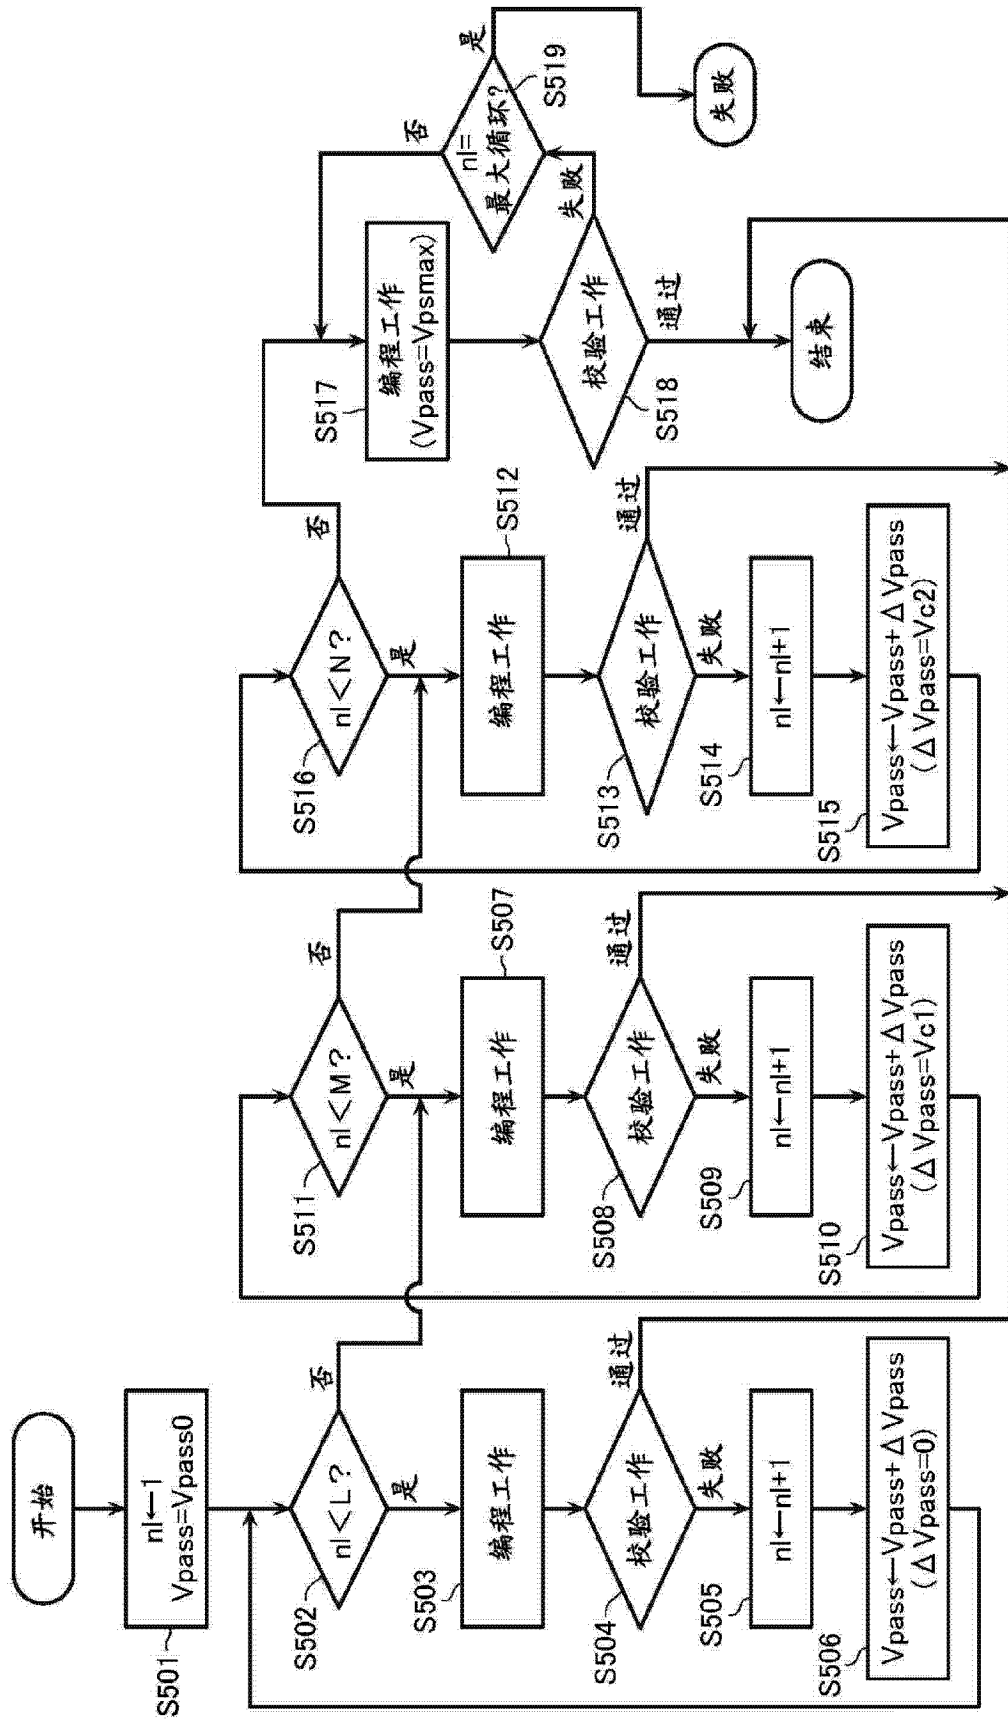 开始
S501
nl←1
Vpass=Vpass0
S502
nl<L?
否
是
S503
编程工作
S504
校验工作
通过
失败
S505
nl←nl+1
S506
Vpass←Vpass+ΔVpass
(ΔVpass=0)
S511
nl<M?
否
是
S507
编程工作
S508
校验工作
通过
失败
S509
nl←nl+1
S510
Vpass←Vpass+ΔVpass
(ΔVpass=Vc1)
S516
nl<N?
否
是
S512
编程工作
S513
校验工作
通过
失败
S514
nl←nl+1
S515
Vpass←Vpass+ΔVpass
(ΔVpass=Vc2)
S517
编程工作
(Vpass=Vpsmax)
S518
校验工作
失败
通过
S519
nl=
最大循环?
否
是
失败
结束